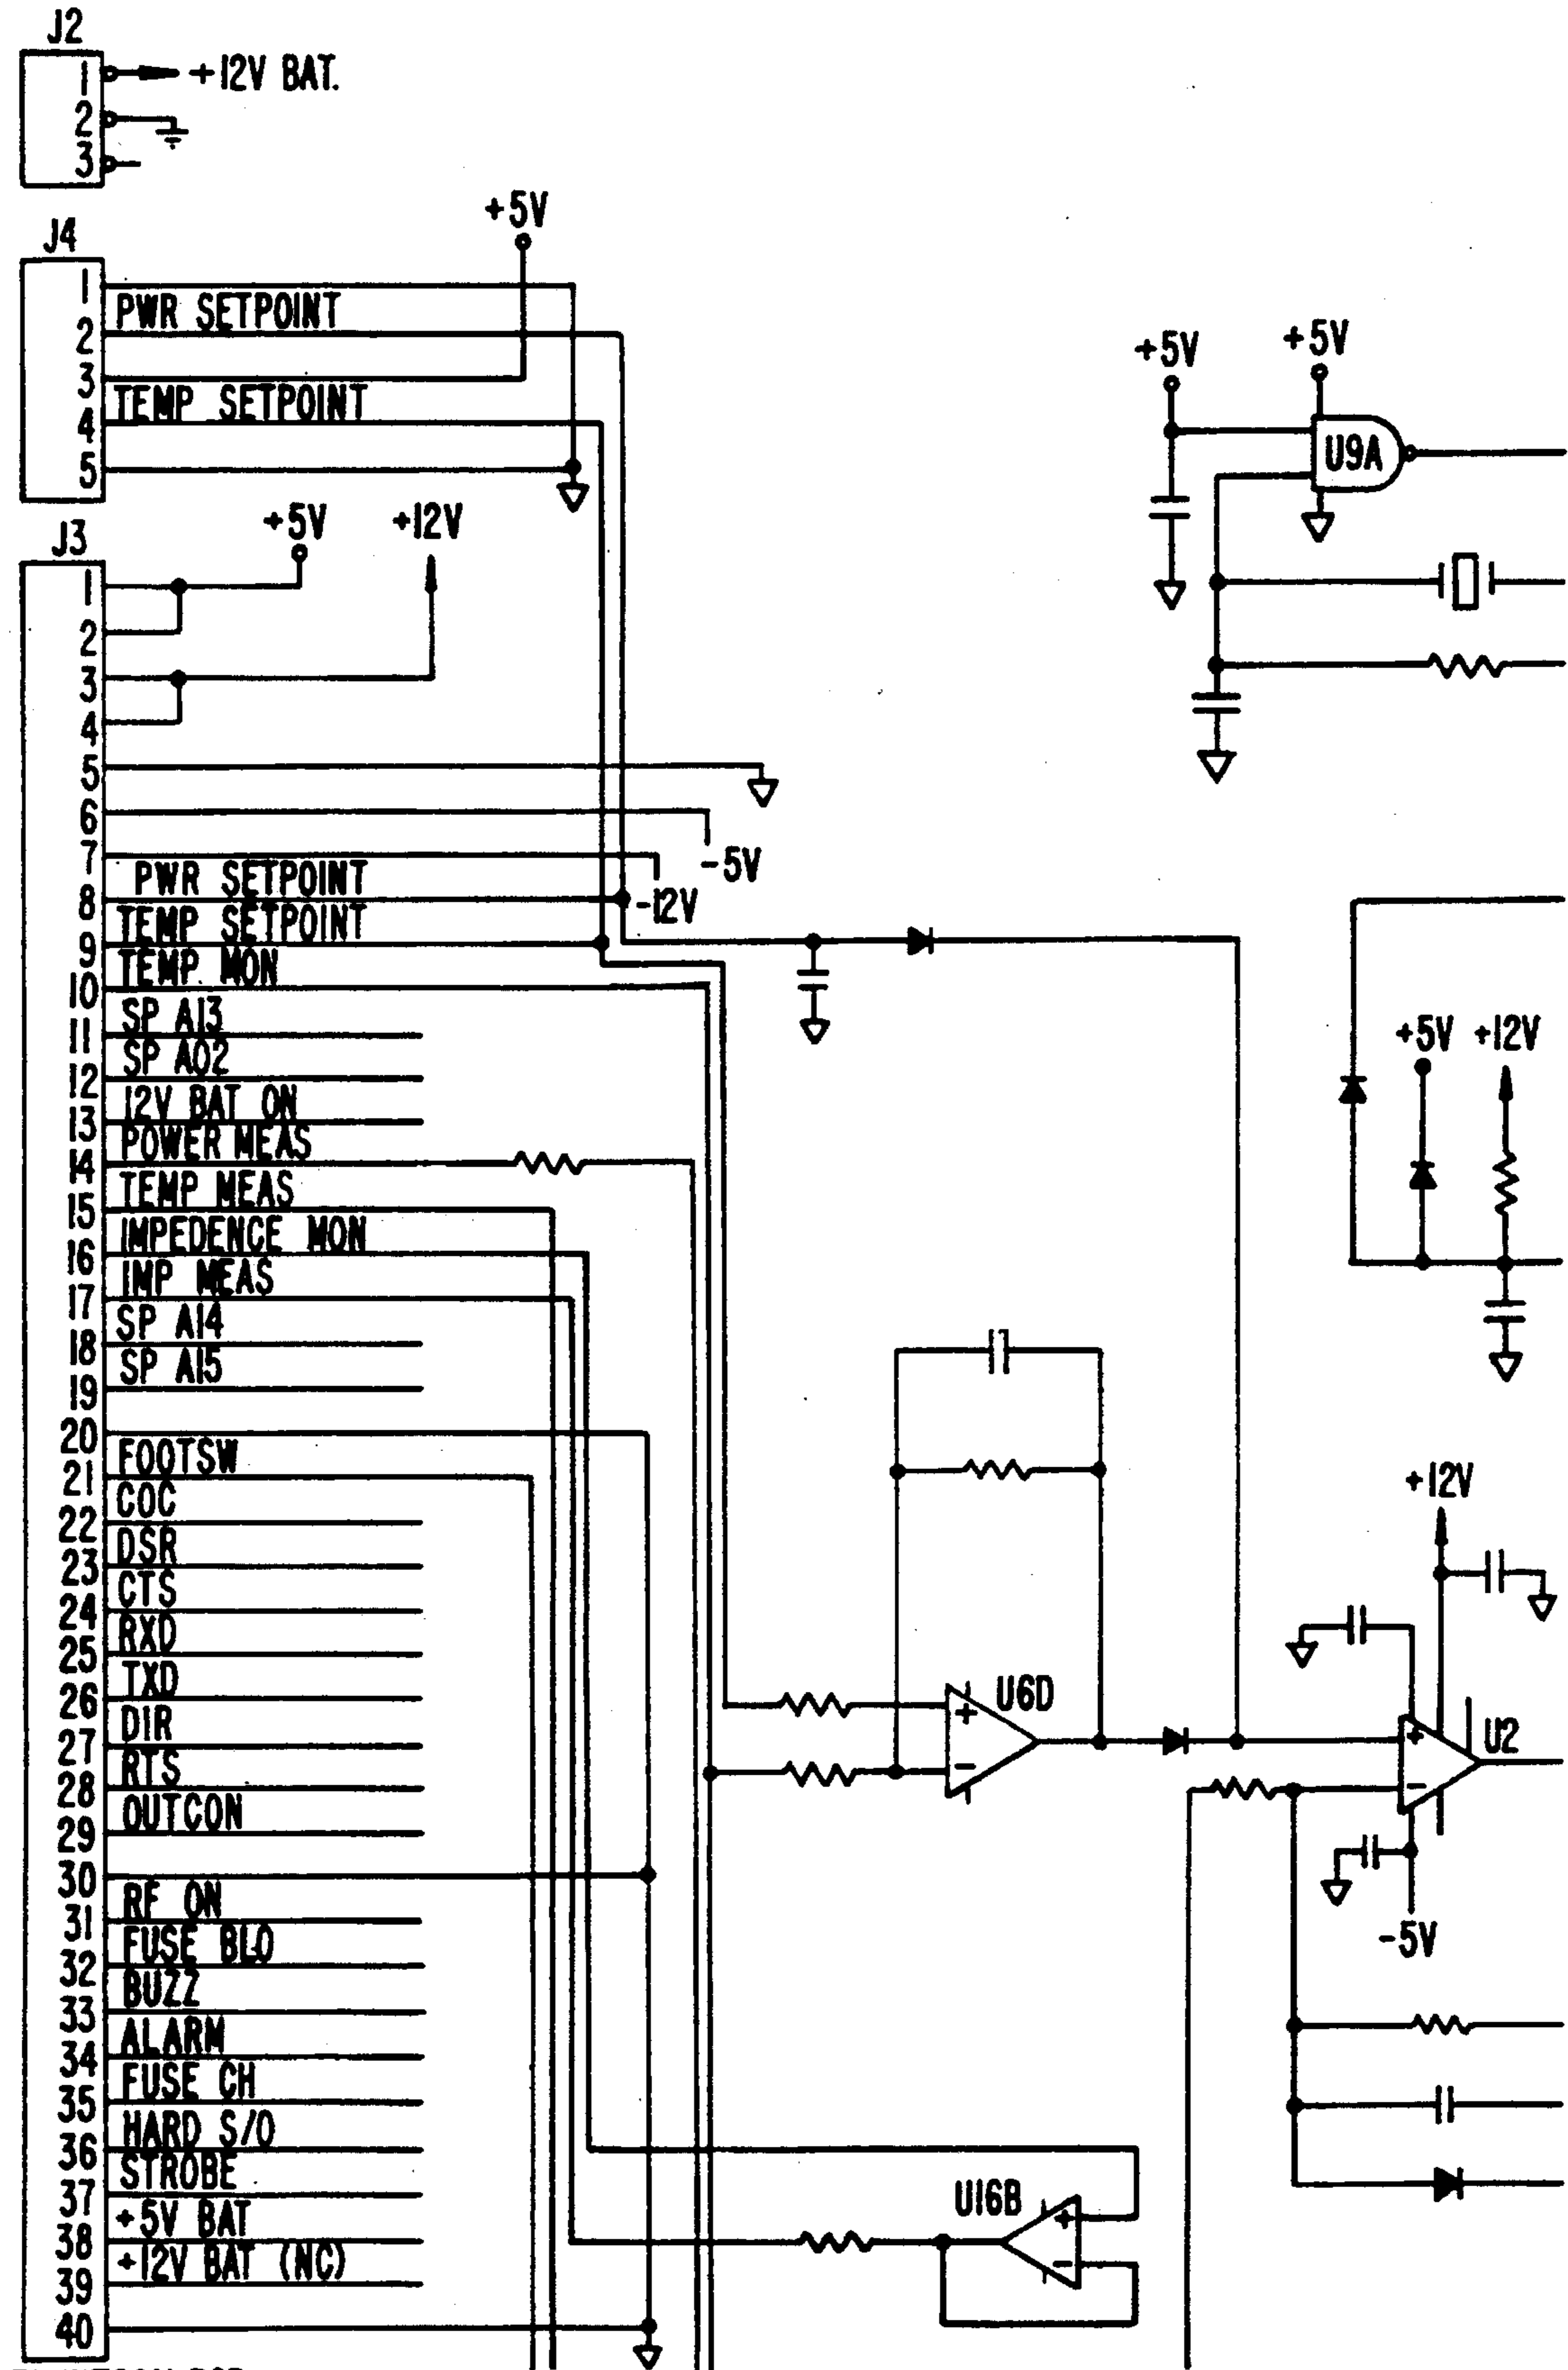 J2
1
+12V BAT.
2
3
J4
+5V
1
PWR SETPOINT
2
3
TEMP SETPOINT
4
5
+5V
+5V
U9A
J3
+5V
+12V
1
2
3
4
5
6
-5V
7
-12V
PWR SETPOINT
8
TEMP SETPOINT
9
TEMP MON
10
SP AI3
11
SP AO2
12
12V BAT ON
13
POWER MEAS
14
TEMP MEAS
15
IMPEDENCE MON
16
IMP MEAS
17
SP AI4
18
SP AI5
19
20
FOOTSW
21
COC
22
DSR
23
CTS
24
RXD
25
TXD
26
DIR
27
RTS
28
OUTCON
29
30
RF ON
31
FUSE BLO
32
BUZZ
33
ALARM
34
FUSE CH
35
HARD S/O
36
STROBE
37
+5V BAT
38
+12V BAT (NC)
39
40
+5V +12V
+12V
U6D
+
-
U2
+
-
-5V
U16B
+
-